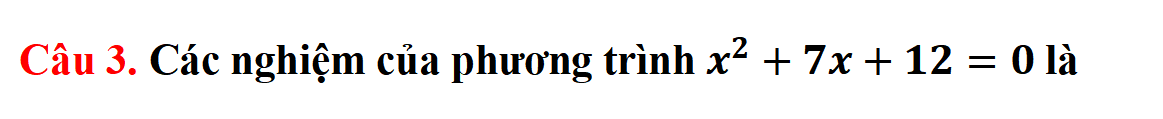 Câu 3. Các nghiệm của phương trình x² + 7x + 12 = 0 là